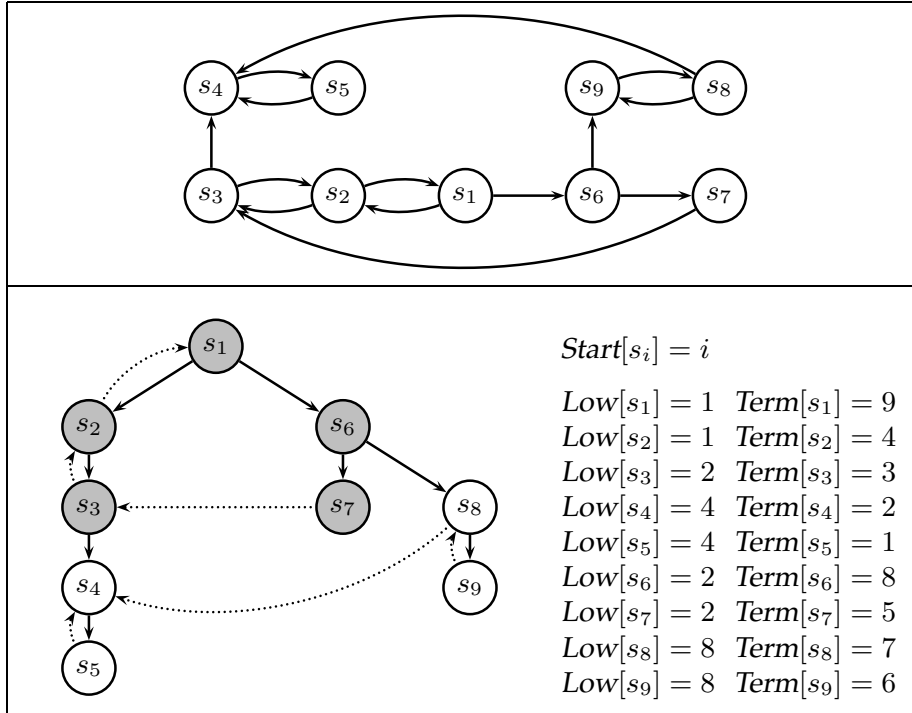 s₄ s₅ s₉ s₈
s₃ s₂ s₁ s₆ s₇
s₁
Start[sᵢ] = i
Low[s₁] = 1 Term[s₁] = 9
s₂ s₆
Low[s₂] = 1 Term[s₂] = 4
Low[s₃] = 2 Term[s₃] = 3
s₃ s₇ s₈
Low[s₄] = 4 Term[s₄] = 2
Low[s₅] = 4 Term[s₅] = 1
s₄ s₉
Low[s₆] = 2 Term[s₆] = 8
Low[s₇] = 2 Term[s₇] = 5
s₅
Low[s₈] = 8 Term[s₈] = 7
Low[s₉] = 8 Term[s₉] = 6